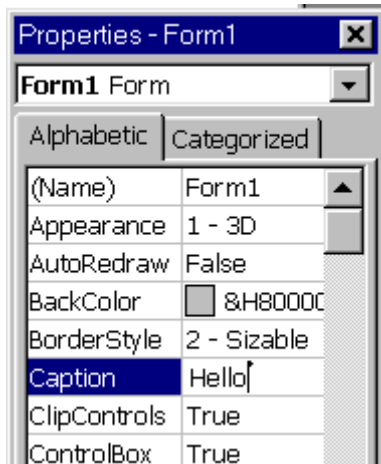 Properties - Form1
Form1 Form
Alphabetic Categorized
(Name) Form1
Appearance 1 - 3D
AutoRedraw False
BackColor &H80000
BorderStyle 2 - Sizable
Caption Hello
ClipControls True
ControlBox True